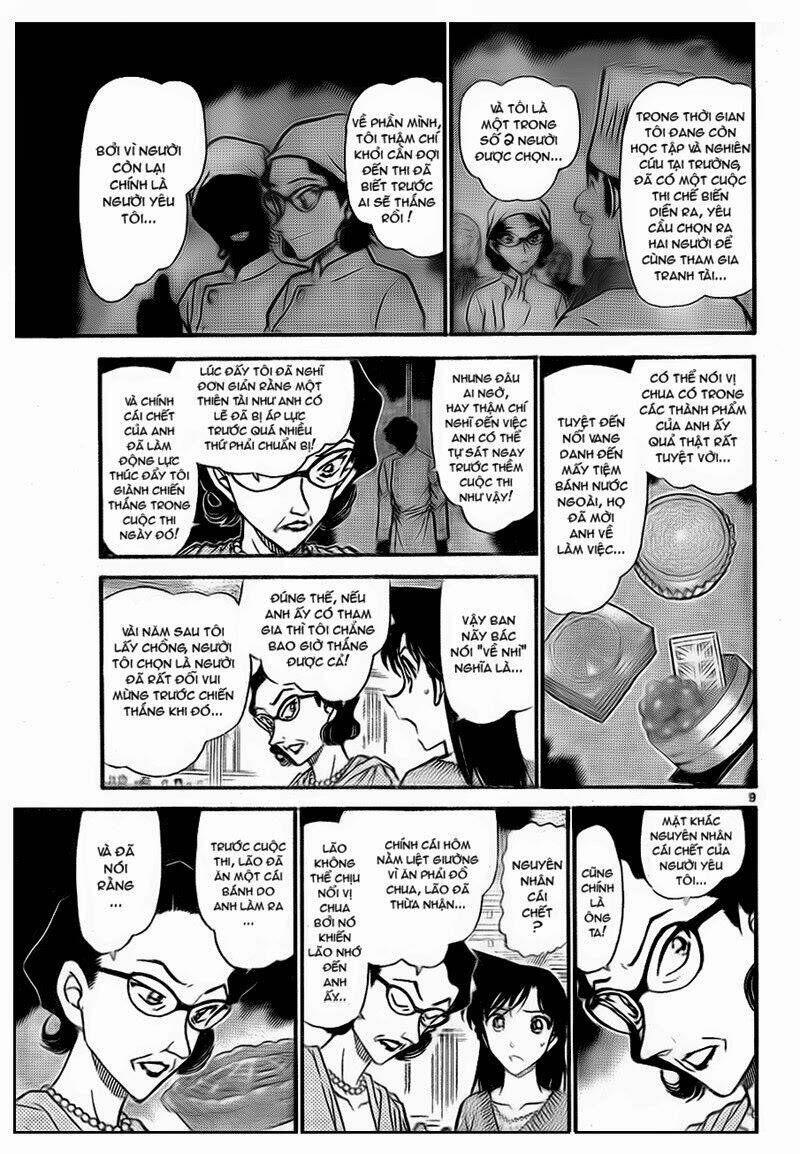 TRONG THỜI GIAN
TÔI ĐANG CÒN
HỌC TẬP VÀ NGHIÊN
CỨU TẠI TRƯỜNG,
ĐÃ CÓ MỘT CUỘC
THI CHẾ BIẾN
DIỄN RA, YÊU
CẦU CHỌN RA
HAI NGƯỜI ĐỂ
CÙNG THAM GIA
TRANH TÀI...
VÀ TÔI LÀ
MỘT TRONG
SỐ 2 NGƯỜI
ĐƯỢC CHỌN...
VỀ PHẦN MÌNH,
TÔI THẬM CHÍ
KHỎI CẦN ĐỢI
ĐẾN THI ĐÃ
BIẾT TRƯỚC
AI SẼ THẮNG
RỒI!
BỞI VÌ NGƯỜI
CÒN LẠI
CHÍNH LÀ
NGƯỜI YÊU
TÔI...
CÓ THỂ NÓI VỊ
CHUA CÓ TRONG
CÁC THÀNH PHẨM
CỦA ANH ẤY
QUẢ THẬT RẤT
TUYỆT VỜI...
TUYỆT ĐẾN
NỖI VANG
DANH ĐẾN
MẤY TIỆM
BÁNH NƯỚC
NGOÀI, HỌ
ĐÃ MỜI
ANH VỀ
LÀM VIỆC...
NHƯNG ĐÂU
AI NGỜ,
HAY THẬM CHÍ
NGHĨ ĐẾN VIỆC
ANH CÓ THỂ
TỰ SÁT NGAY
TRƯỚC THỀM
CUỘC THI
NHƯ VẬY!
LÚC ĐẤY TÔI ĐÃ NGHĨ
ĐƠN GIẢN RẰNG MỘT
THIÊN TÀI NHƯ ANH CÓ
LẼ ĐÃ BỊ ÁP LỰC
TRƯỚC QUÁ NHIỀU
THỨ PHẢI CHUẨN BỊ!
VÀ CHÍNH
CÁI CHẾT
CỦA ANH
ĐÃ LÀM
ĐỘNG LỰC
THÚC ĐẨY TÔI
GIÀNH CHIẾN
THẮNG TRONG
CUỘC THI
NGÀY ĐÓ!
VẬY BAN
NÃY BÁC
NÓI "VỀ NHÌ"
NGHĨA LÀ...
ĐÚNG THẾ, NẾU
ANH ẤY CÓ THAM
GIA THÌ TÔI CHẲNG
BAO GIỜ THẮNG
ĐƯỢC CẢ!
VÀI NĂM SAU TÔI
LẤY CHỒNG, NGƯỜI
TÔI CHỌN LÀ NGƯỜI
ĐÃ RẤT ĐỖI VUI
MỪNG TRƯỚC CHIẾN
THẮNG KHI ĐÓ...
9
MẶT KHÁC
NGUYÊN NHÂN
CÁI CHẾT CỦA
NGƯỜI YÊU
TÔI...
CŨNG
CHÍNH LÀ
ÔNG
TA!
NGUYÊN
NHÂN
CÁI CHẾT
?
CHÍNH CÁI HÔM
NẰM LIỆT GIƯỜNG
VÌ ĂN PHẢI ĐỒ
CHUA, LÃO ĐÃ
THỪA NHẬN...
LÃO
KHÔNG
THỂ CHỊU
NỔI VỊ
CHUA
BỞI NÓ
KHIẾN
LÃO NHỚ
ĐẾN
ANH
ẤY...
TRƯỚC CUỘC
THI, LÃO ĐÃ
ĂN MỘT CÁI
BÁNH DO
ANH LÀM RA
...
VÀ ĐÃ
NÓI
RẰNG
...